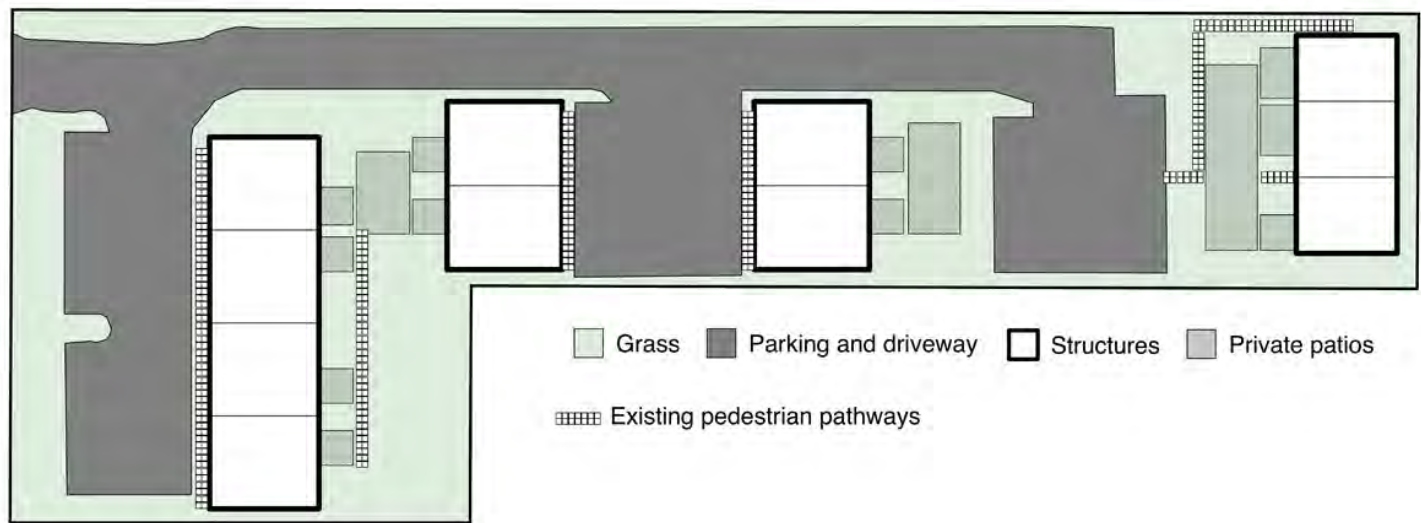 Grass Parking and driveway Structures Private patios
Existing pedestrian pathways